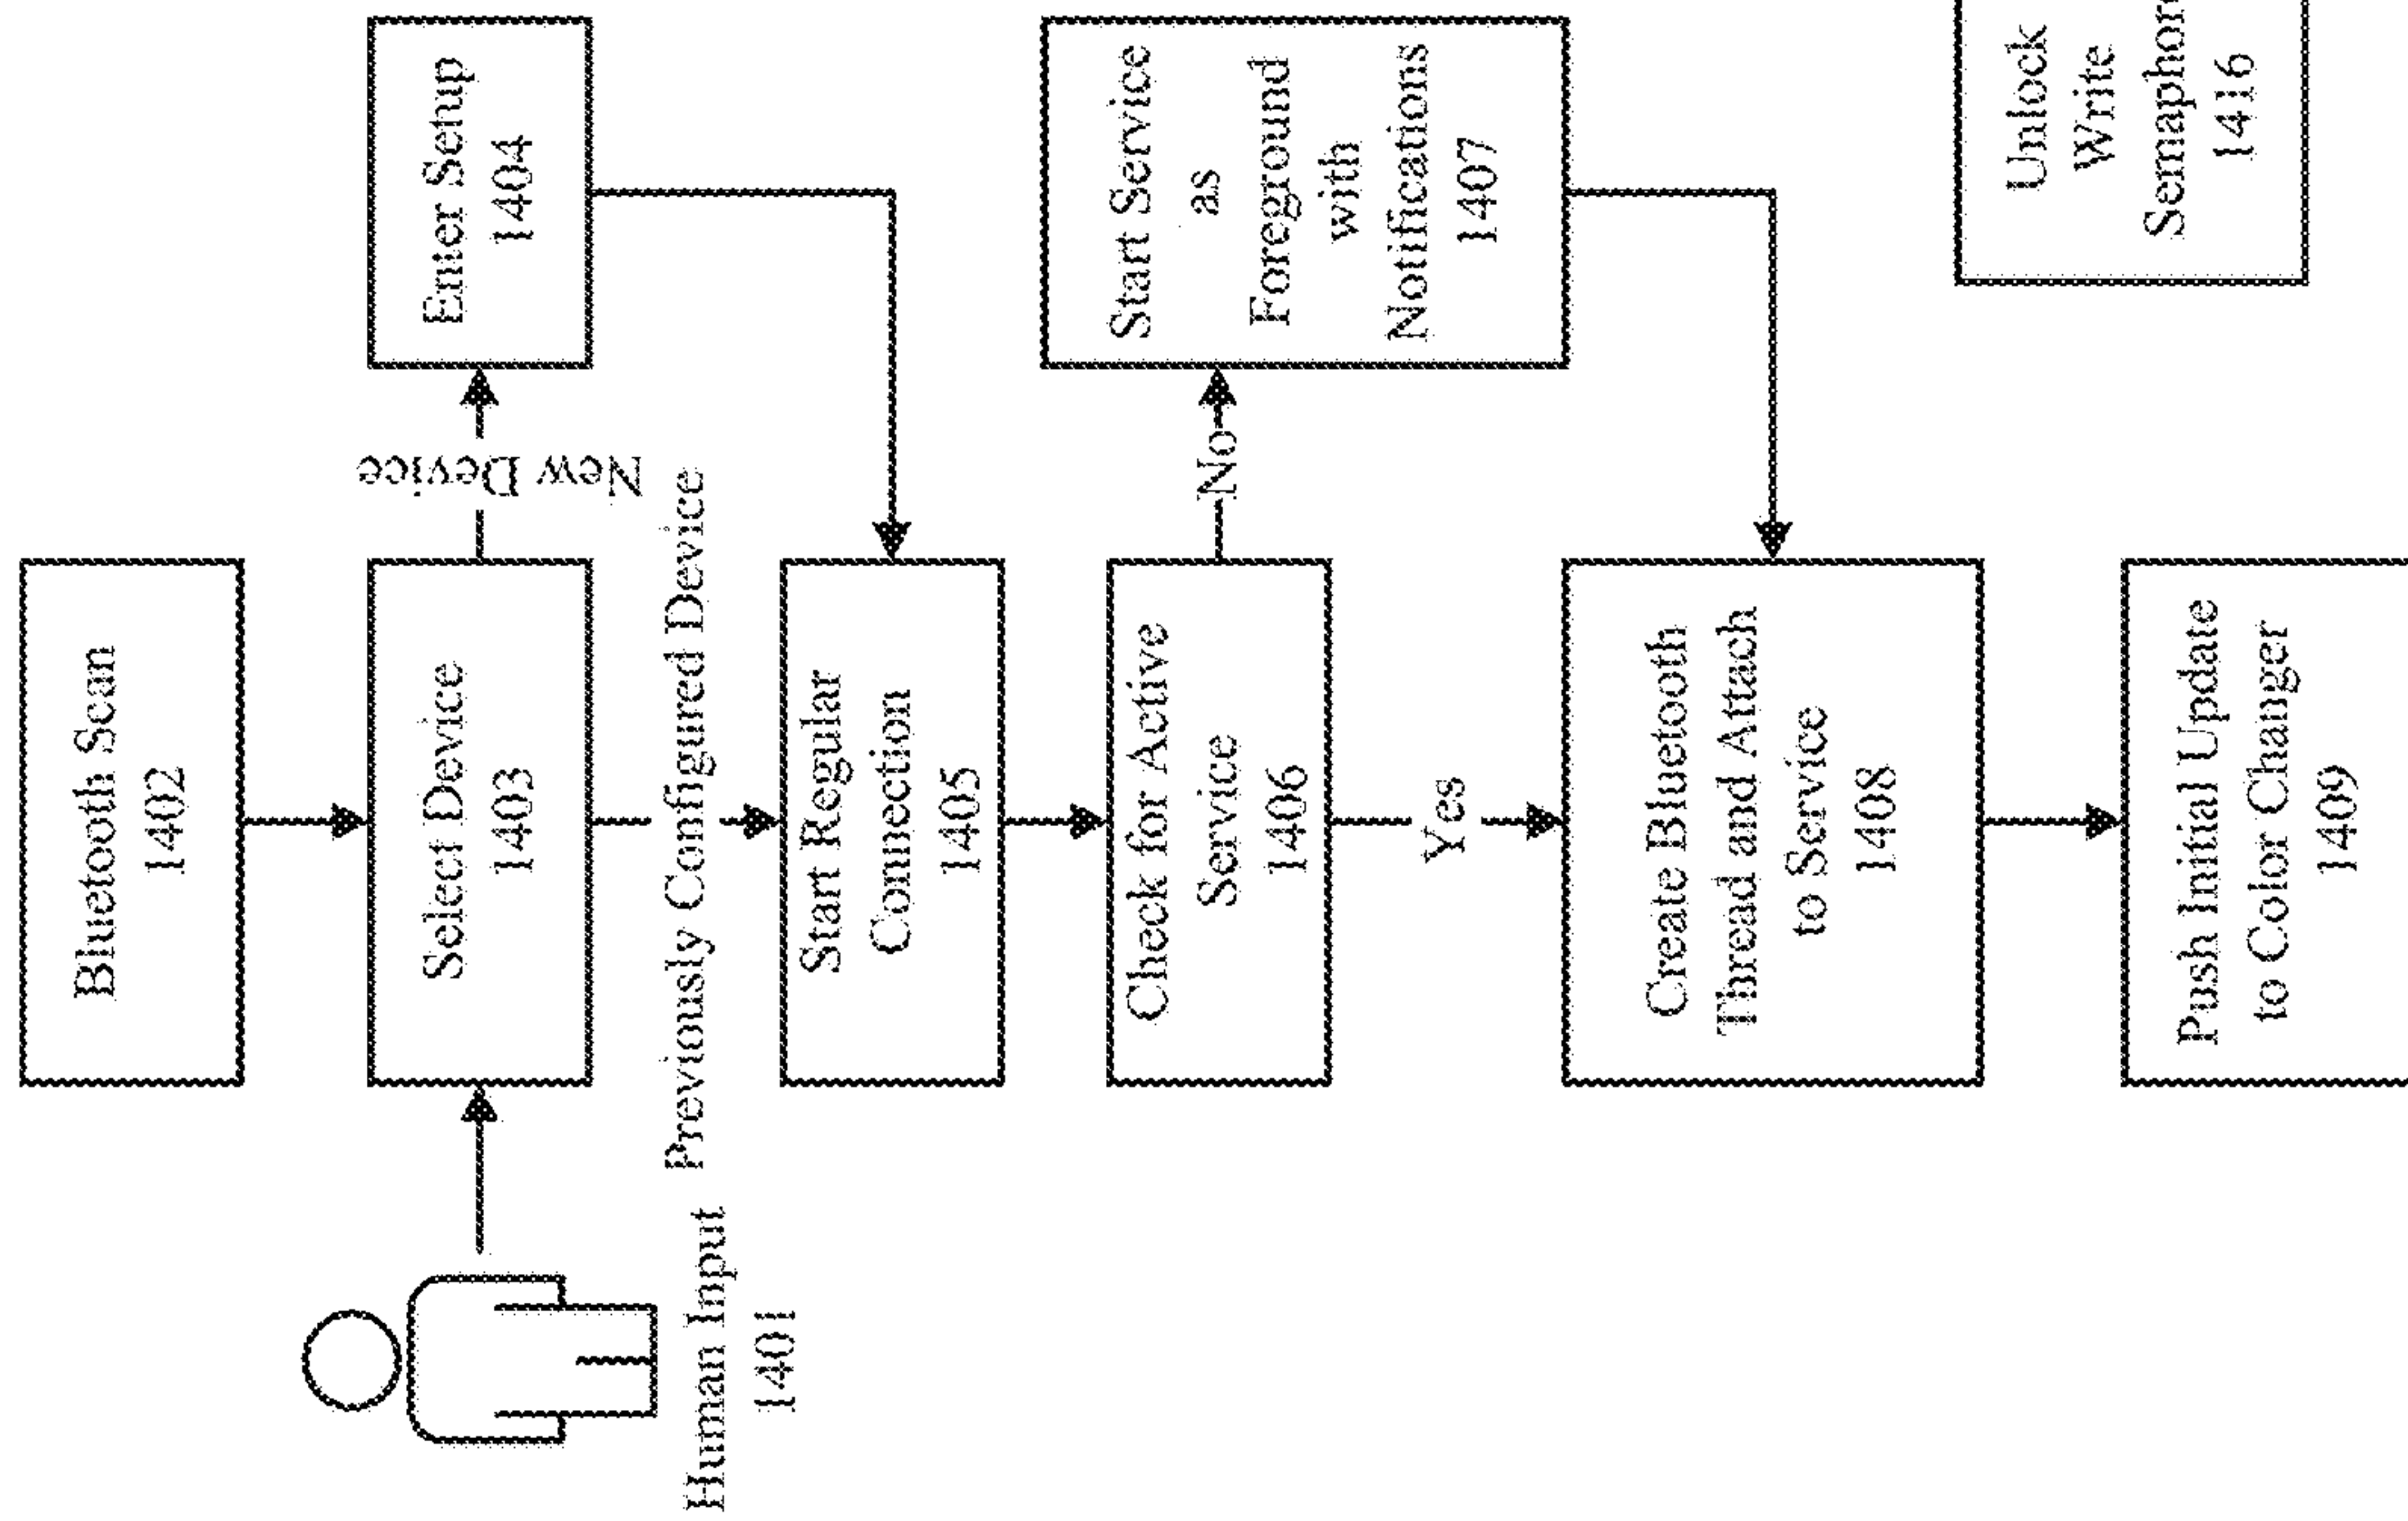 Bluetooth Scan
1402
Human Input
1401
Select Device
1403
New Device
Enter Setup
1404
Previously Configured Device
Start Regular
Connection
1405
Check for Active
Service
1406
No
Start Service
as
Foreground
with
Notifications
1407
Yes
Create Bluetooth
Thread and Attach
to Service
1408
Push Initial Update
to Color Changer
1409
Unlock
Write
Semaphor
1416